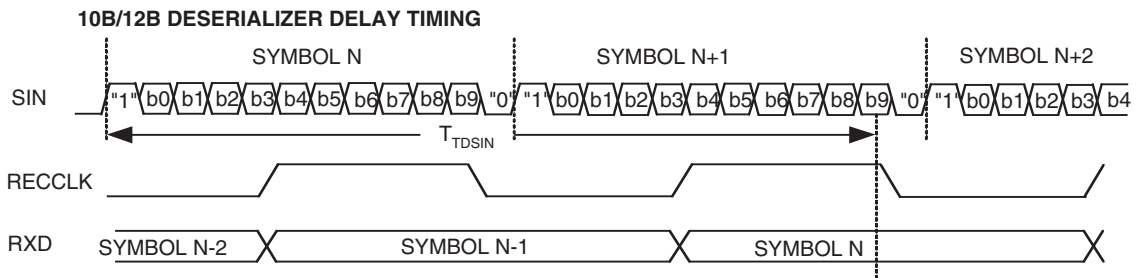 10B/12B DESERIALIZER DELAY TIMING
SYMBOL N SYMBOL N+1 SYMBOL N+2
SIN "1" b0 b1 b2 b3 b4 b5 b6 b7 b8 b9 "0" "1" b0 b1 b2 b3 b4 b5 b6 b7 b8 b9 "0" "1" b0 b1 b2 b3 b4
TTDSIN
RECCLK
RXD SYMBOL N-2 SYMBOL N-1 SYMBOL N